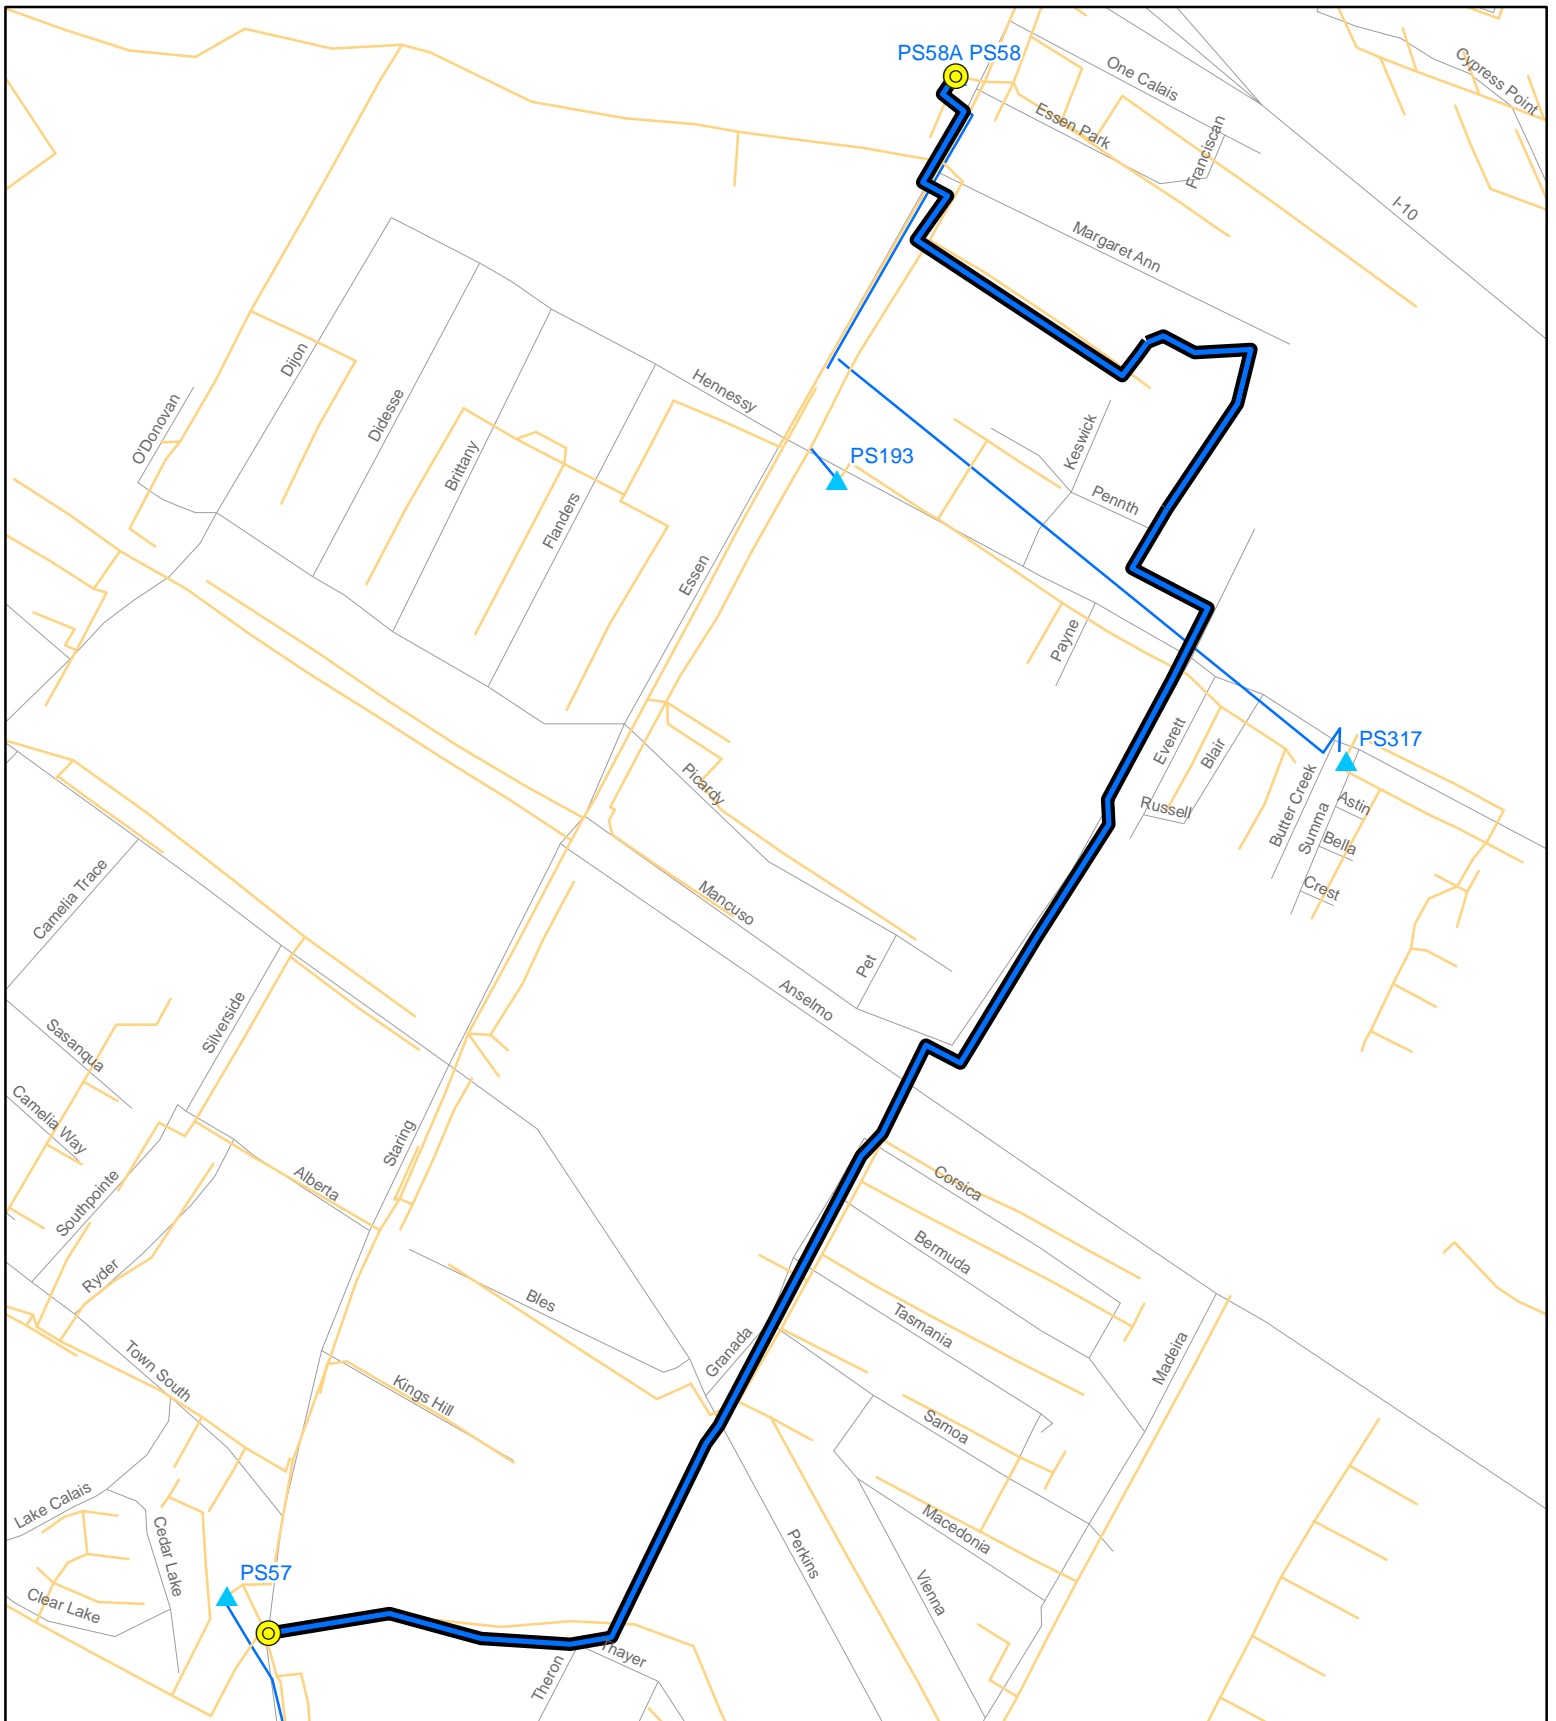 PS58A PS58
One Calais
Cypress Point
Essen Park
Franciscan
I-10
Margaret Ann
Dijon
Didesse
Hennessy
O'Donovan
Brittany
Keswick
PS193
Pennth
Flanders
Essen
Payne
Everett
Blair
PS317
Picardy
Butter Creek
Russell
Summa
Astin
Bella
Crest
Camelia Trace
Mancuso
Pet
Anselmo
Silverside
Sasanqua
Camelia Way
Staring
Southpointe
Alberta
Corsica
Ryder
Bermuda
Bles
Tasmania
Granada
Madeira
Town South
Kings Hill
Samoa
Lake Calais
Cedar Lake
Macedonia
Perkins
PS57
Vienna
Clear Lake
Thayer
Theron